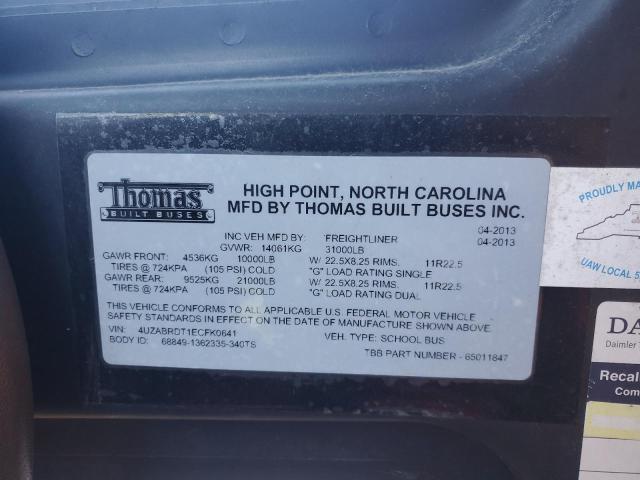 Thomas
BUILT BUSES
HIGH POINT, NORTH CAROLINA
MFD BY THOMAS BUILT BUSES INC.
INC VEH MFD BY: FREIGHTLINER 04-2013
GVWR: 14061KG 31000LB 04-2013
GAWR FRONT: 4536KG 10000LB W/ 22.5X8.25 RIMS. 11R22.5
TIRES @ 724KPA (105 PSI) COLD "G" LOAD RATING SINGLE
GAWR REAR: 9525KG 21000LB W/ 22.5X8.25 RIMS. 11R22.5
TIRES @ 724KPA (105 PSI) COLD "G" LOAD RATING DUAL
THIS VEHICLE CONFORMS TO ALL APPLICABLE U.S. FEDERAL MOTOR VEHICLE
SAFETY STANDARDS IN EFFECT ON THE DATE OF MANUFACTURE SHOWN ABOVE.
VIN: 4UZABRDT1ECFK0641 VEH. TYPE: SCHOOL BUS
BODY ID: 68849-1362335-340TS TBB PART NUMBER - 65011847
PROUDLY MA
UAW LOCAL 5
DA
Daimler T
Recal
Com